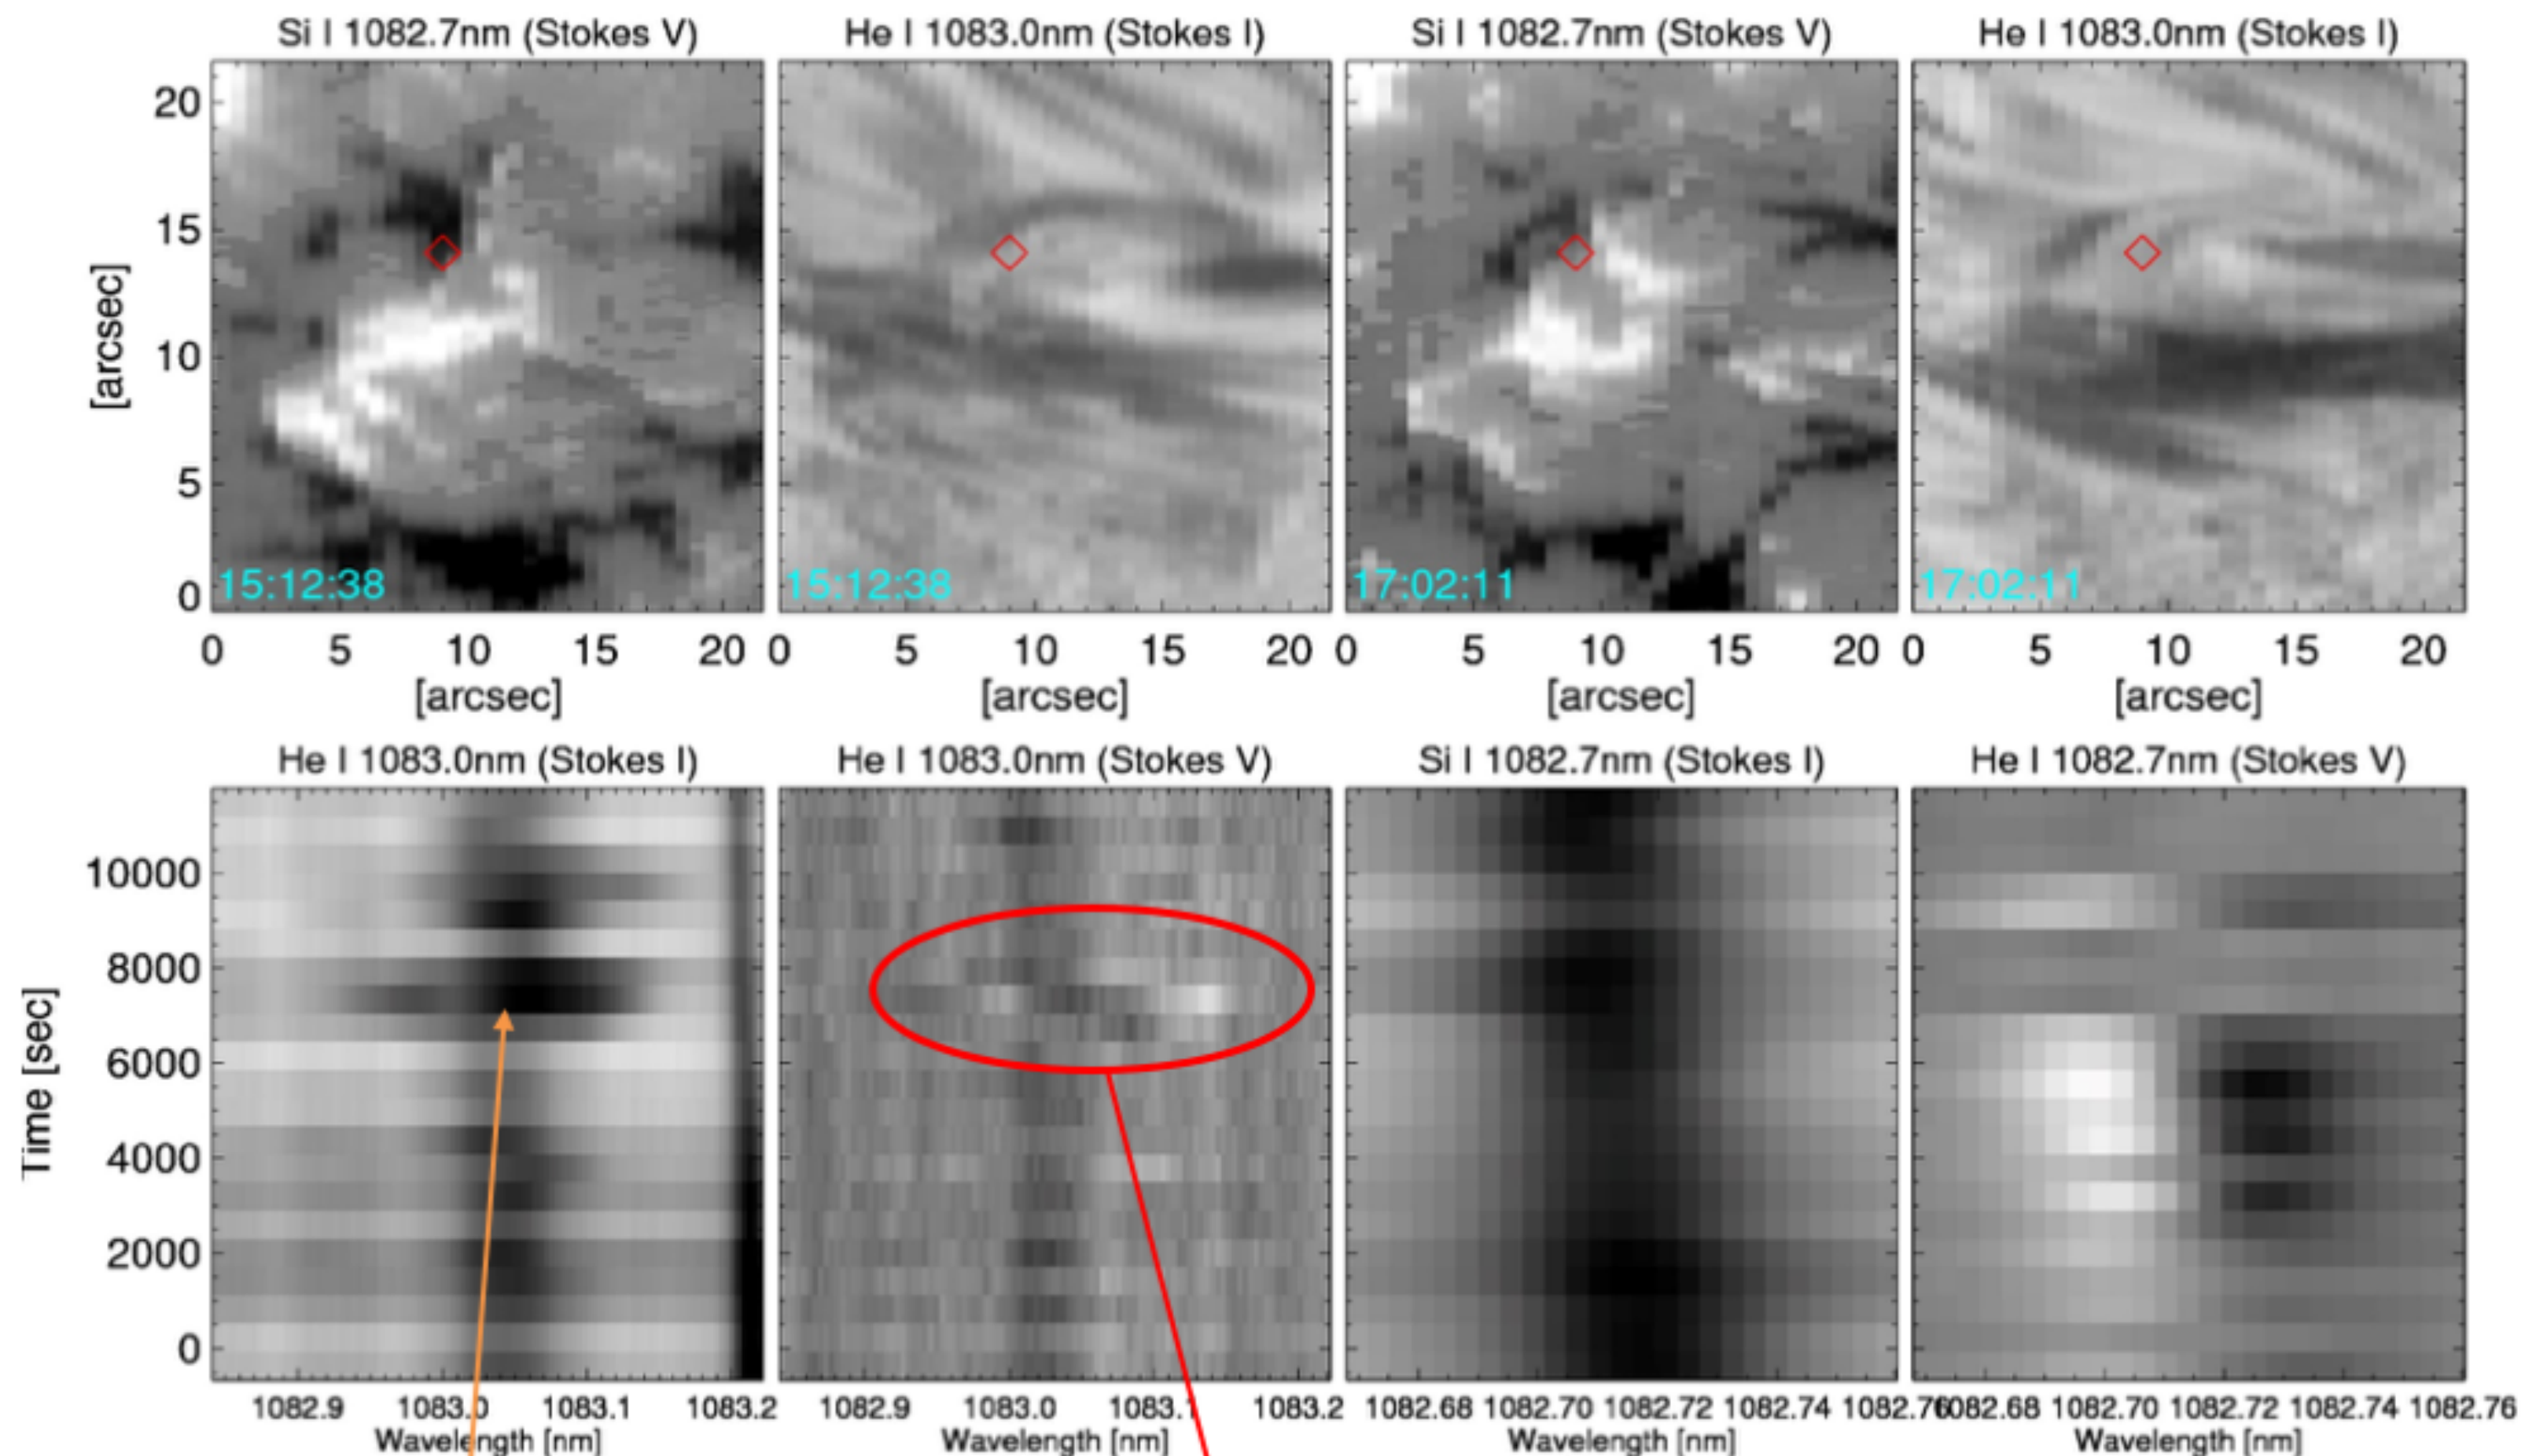 Si I 1082.7nm (Stokes V)
He I 1083.0nm (Stokes I)
Si I 1082.7nm (Stokes V)
He I 1083.0nm (Stokes I)
[arcsec]
20
15
10
5
0
15:12:38
15:12:38
17:02:11
17:02:11
0 5 10 15 20
0 5 10 15 20
0 5 10 15 20
0 5 10 15 20
[arcsec]
[arcsec]
[arcsec]
[arcsec]
He I 1083.0nm (Stokes I)
He I 1083.0nm (Stokes V)
Si I 1082.7nm (Stokes I)
He I 1082.7nm (Stokes V)
Time [sec]
10000
8000
6000
4000
2000
0
1082.9 1083.0 1083.1 1083.2
1082.9 1083.0 1083.1 1083.2
1082.68 1082.70 1082.72 1082.74 1082.76
1082.68 1082.70 1082.72 1082.74 1082.76
Wavelength [nm]
Wavelength [nm]
Wavelength [nm]
Wavelength [nm]